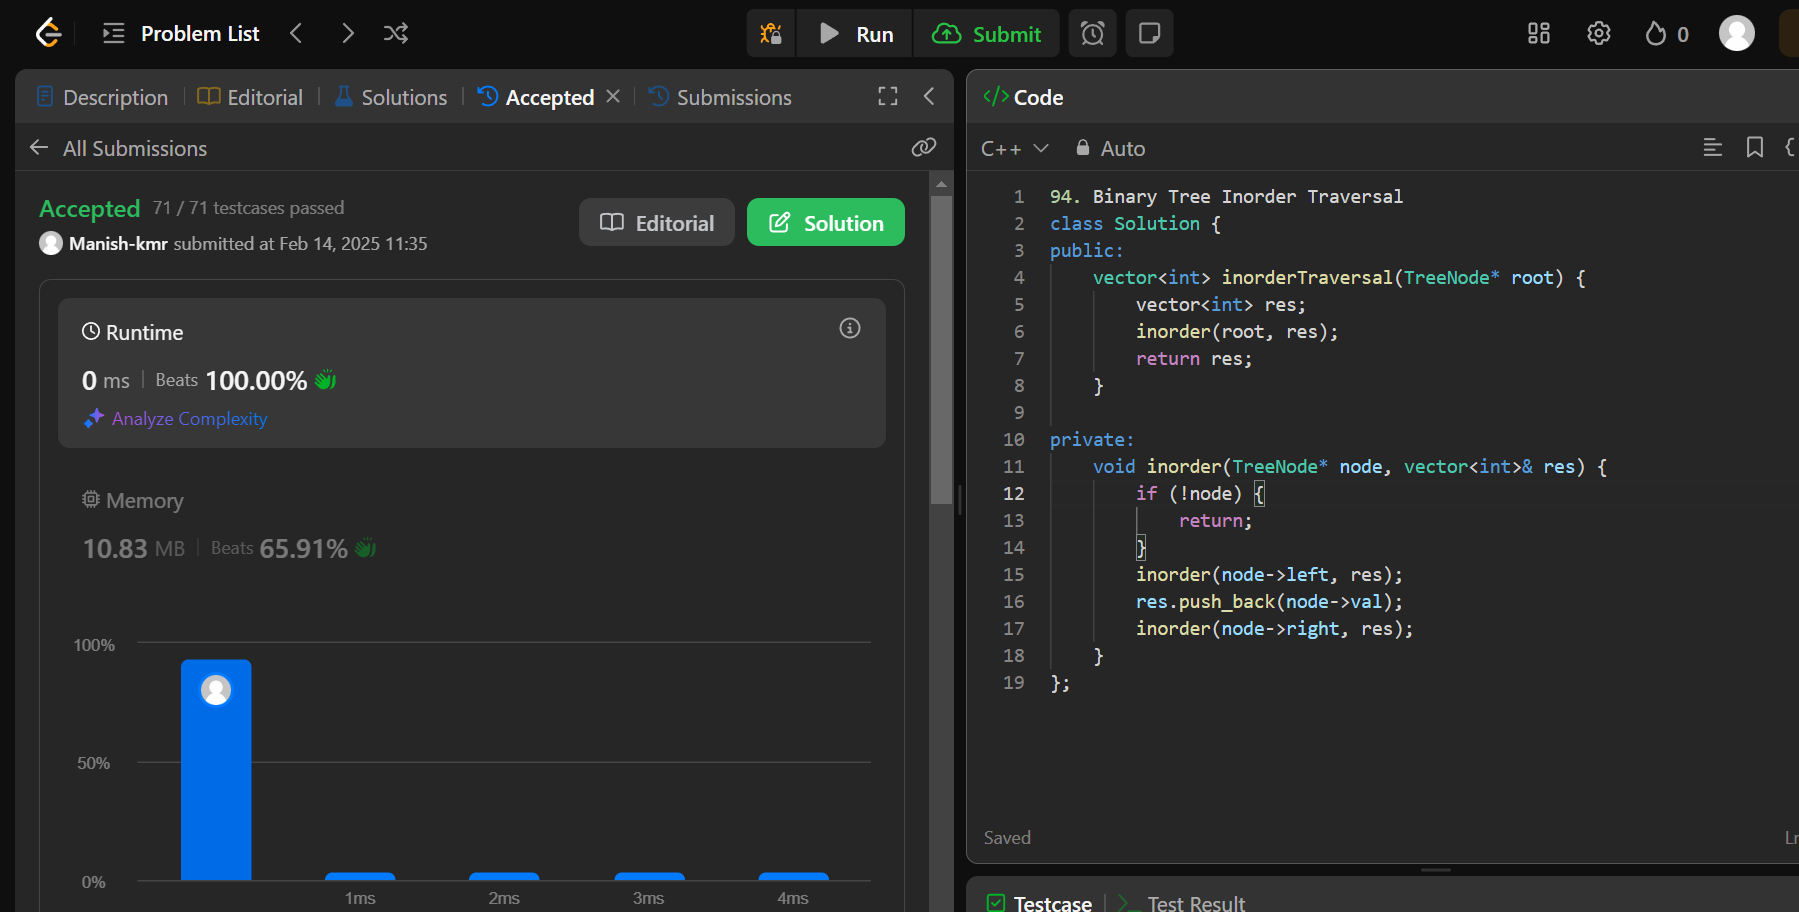 Problem List
Run
Submit
0
Description
Editorial
Solutions
Accepted
Submissions
All Submissions
Accepted 71 / 71 testcases passed
Manish-kmr submitted at Feb 14, 2025 11:35
Editorial
Solution
Runtime
0 ms Beats 100.00%
Analyze Complexity
Memory
10.83 MB Beats 65.91%
100%
50%
0%
1ms 2ms 3ms 4ms
</> Code
C++ Auto
{
1 94. Binary Tree Inorder Traversal
2 class Solution {
3 public:
4 vector<int> inorderTraversal(TreeNode* root) {
5 vector<int> res;
6 inorder(root, res);
7 return res;
8 }
9
10 private:
11 void inorder(TreeNode* node, vector<int>& res) {
12 if (!node) {
13 return;
14 }
15 inorder(node->left, res);
16 res.push_back(node->val);
17 inorder(node->right, res);
18 }
19 };
Saved
Ln
Testcase
Test Result